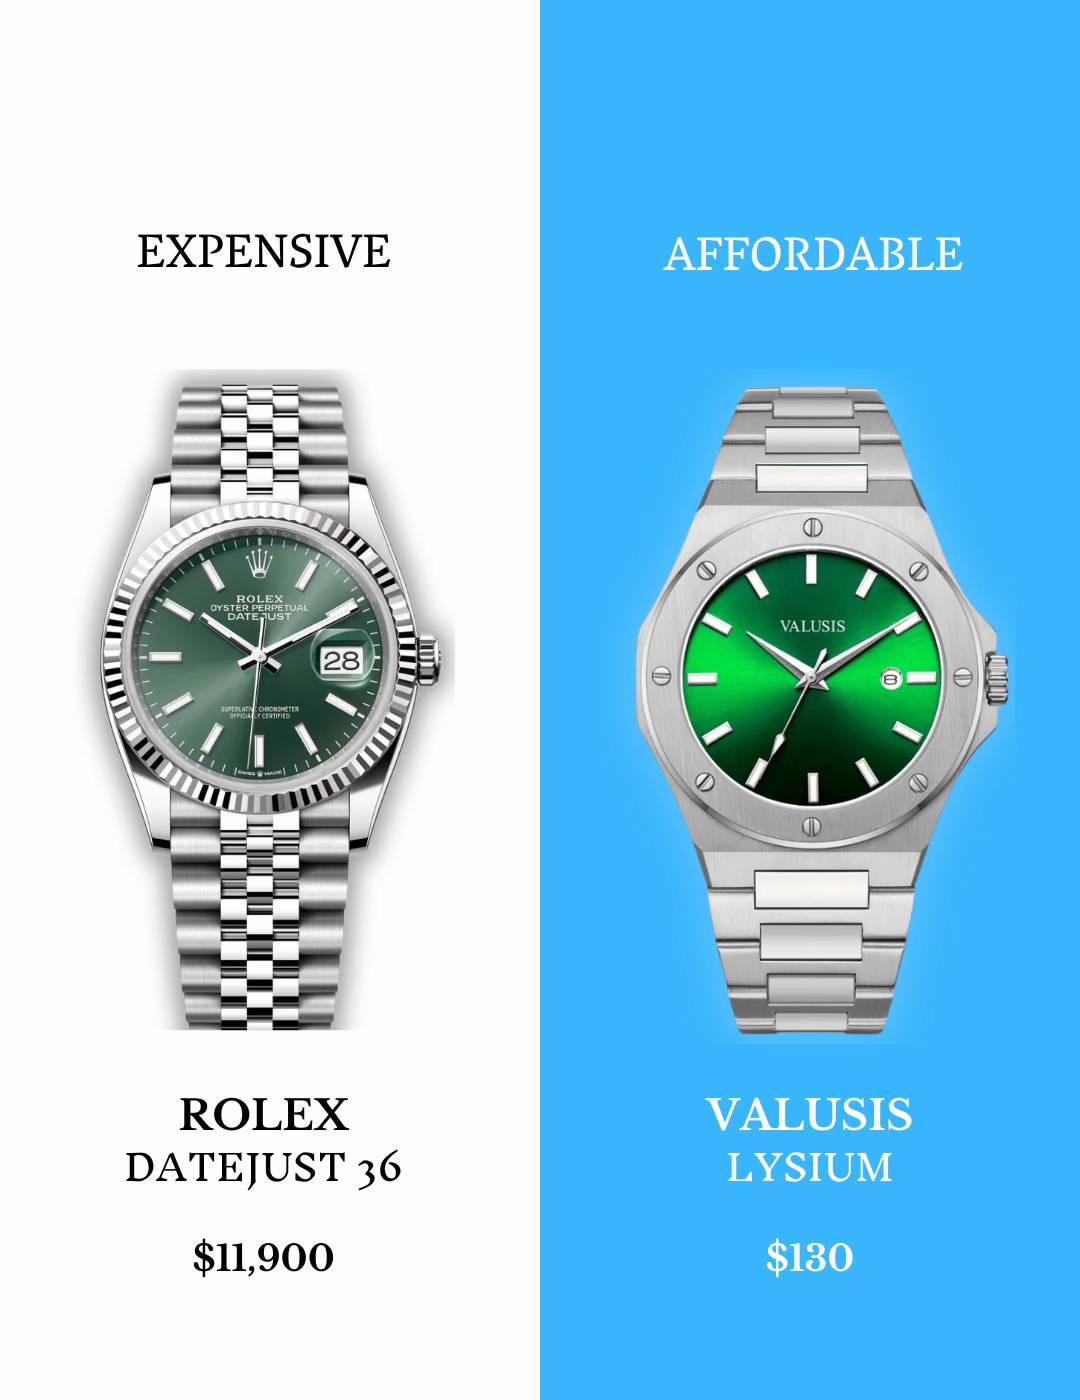 EXPENSIVE
ROLEX
OYSTER PERPETUAL
DATEJUST
28
SUPERLATIVE CHRONOMETER
OFFICIALLY CERTIFIED
SWISS MADE
ROLEX
DATEJUST 36
$11,900
AFFORDABLE
VALUSIS
8
VALUSIS
LYSIUM
$130